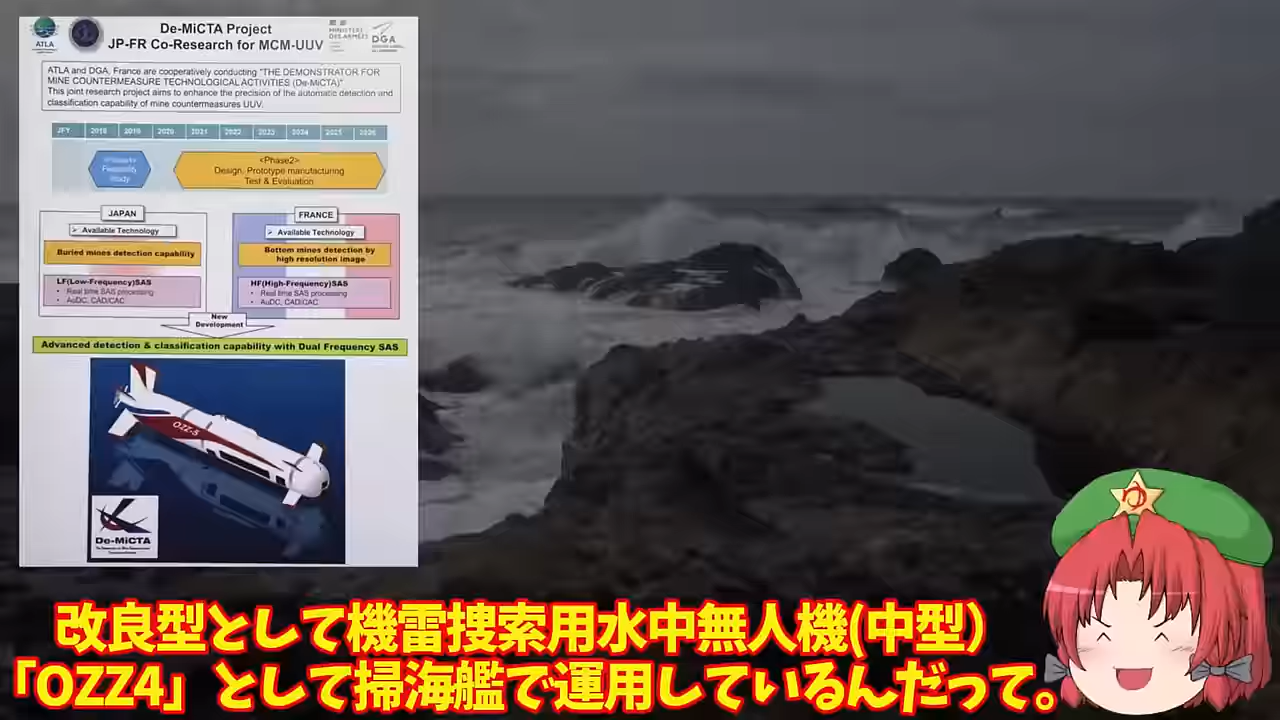 De-MiCTA Project
JP-FR Co-Research for MCM-UUV
ATLA
MINISTÈRE
DES ARMÉES
DGA
ATLA and DGA, France are cooperatively conducting "THE DEMONSTRATOR FOR
MINE COUNTERMEASURE TECHNOLOGICAL ACTIVITIES (De-MiCTA)"
This joint research project aims to enhance the precision of the automatic detection and
classification capability of mine countermeasures UUV.
JFY 2018 2019 2020 2021 2022 2023 2024 2025 2026
<Phase1>
Feasibility
Study
<Phase2>
Design, Prototype manufacturing
Test & Evaluation
JAPAN
➢ Available Technology
Buried mines detection capability
LF(Low-Frequency)SAS
• Real time SAS processing
• AuDC, CAD/CAC
FRANCE
➢ Available Technology
Bottom mines detection by
high resolution image
HF(High-Frequency)SAS
• Real time SAS processing
• AuDC, CAD/CAC
New
Development
Advanced detection & classification capability with Dual Frequency SAS
OZZ-5
De-MiCTA
改良型として機雷捜索用水中無人機(中型)
「OZZ4」として掃海艦で運用しているんだって。